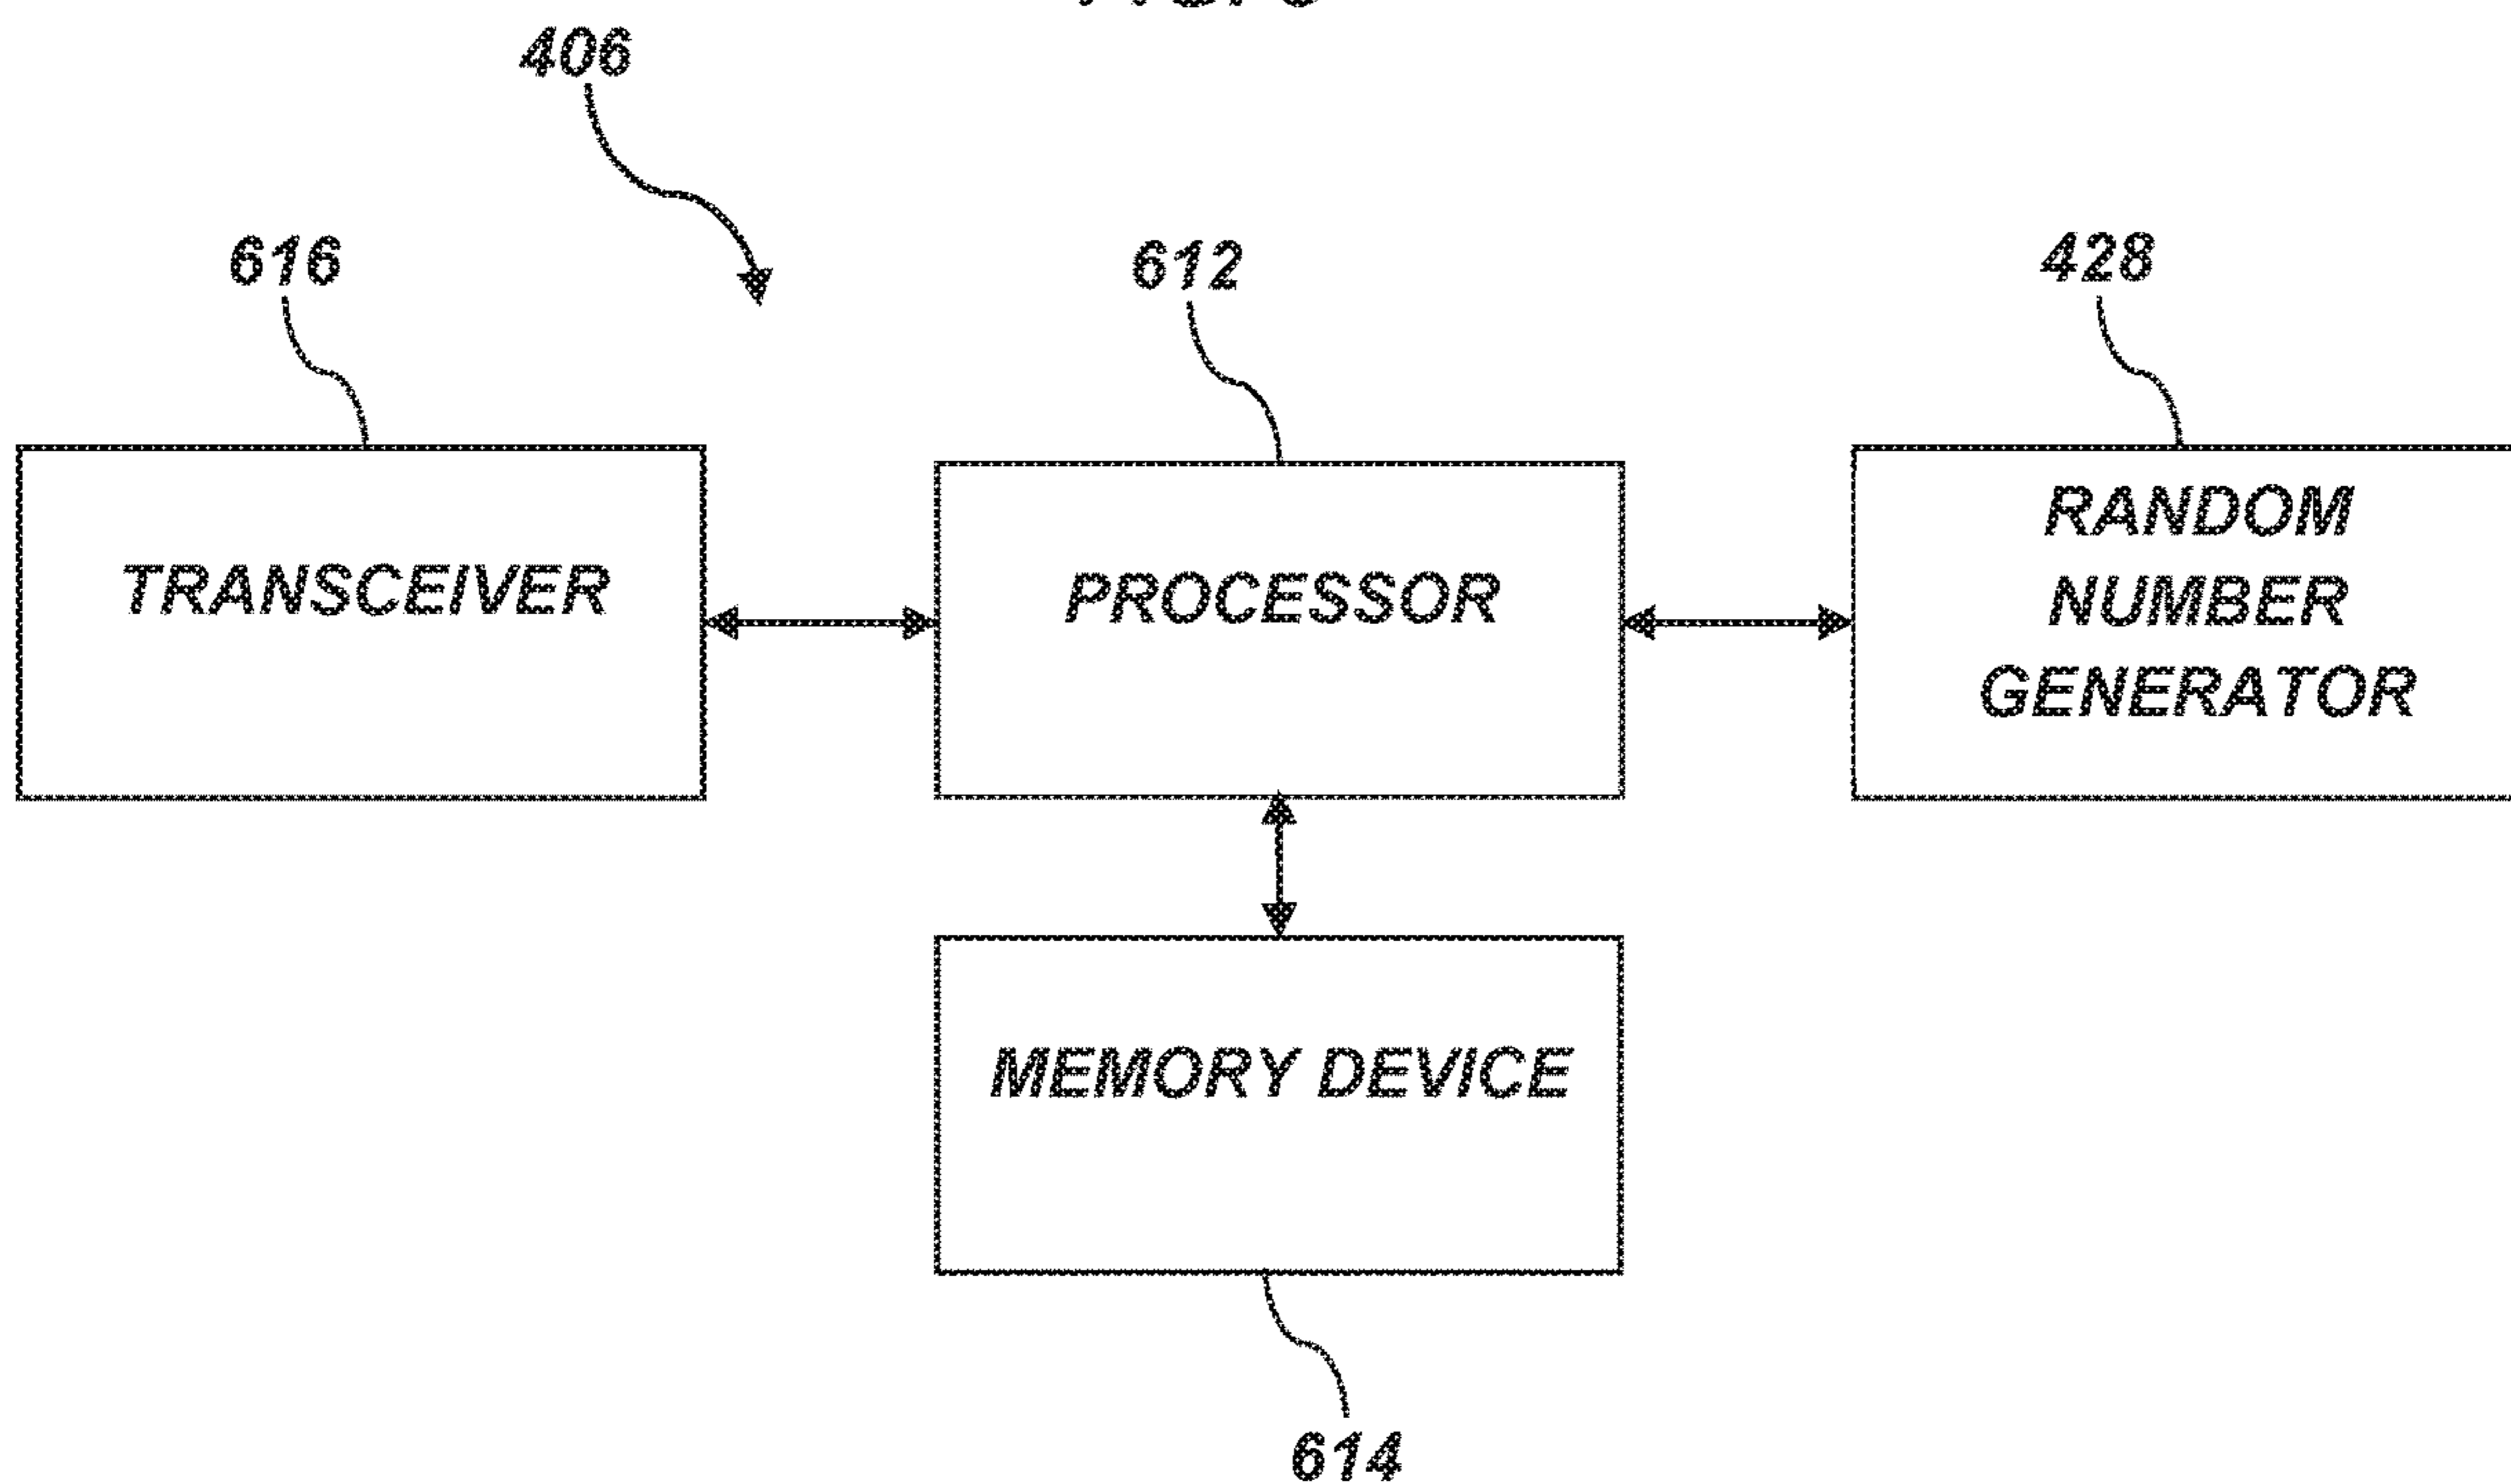 406
616
612
428
TRANSCEIVER
PROCESSOR
RANDOM
NUMBER
GENERATOR
MEMORY DEVICE
614